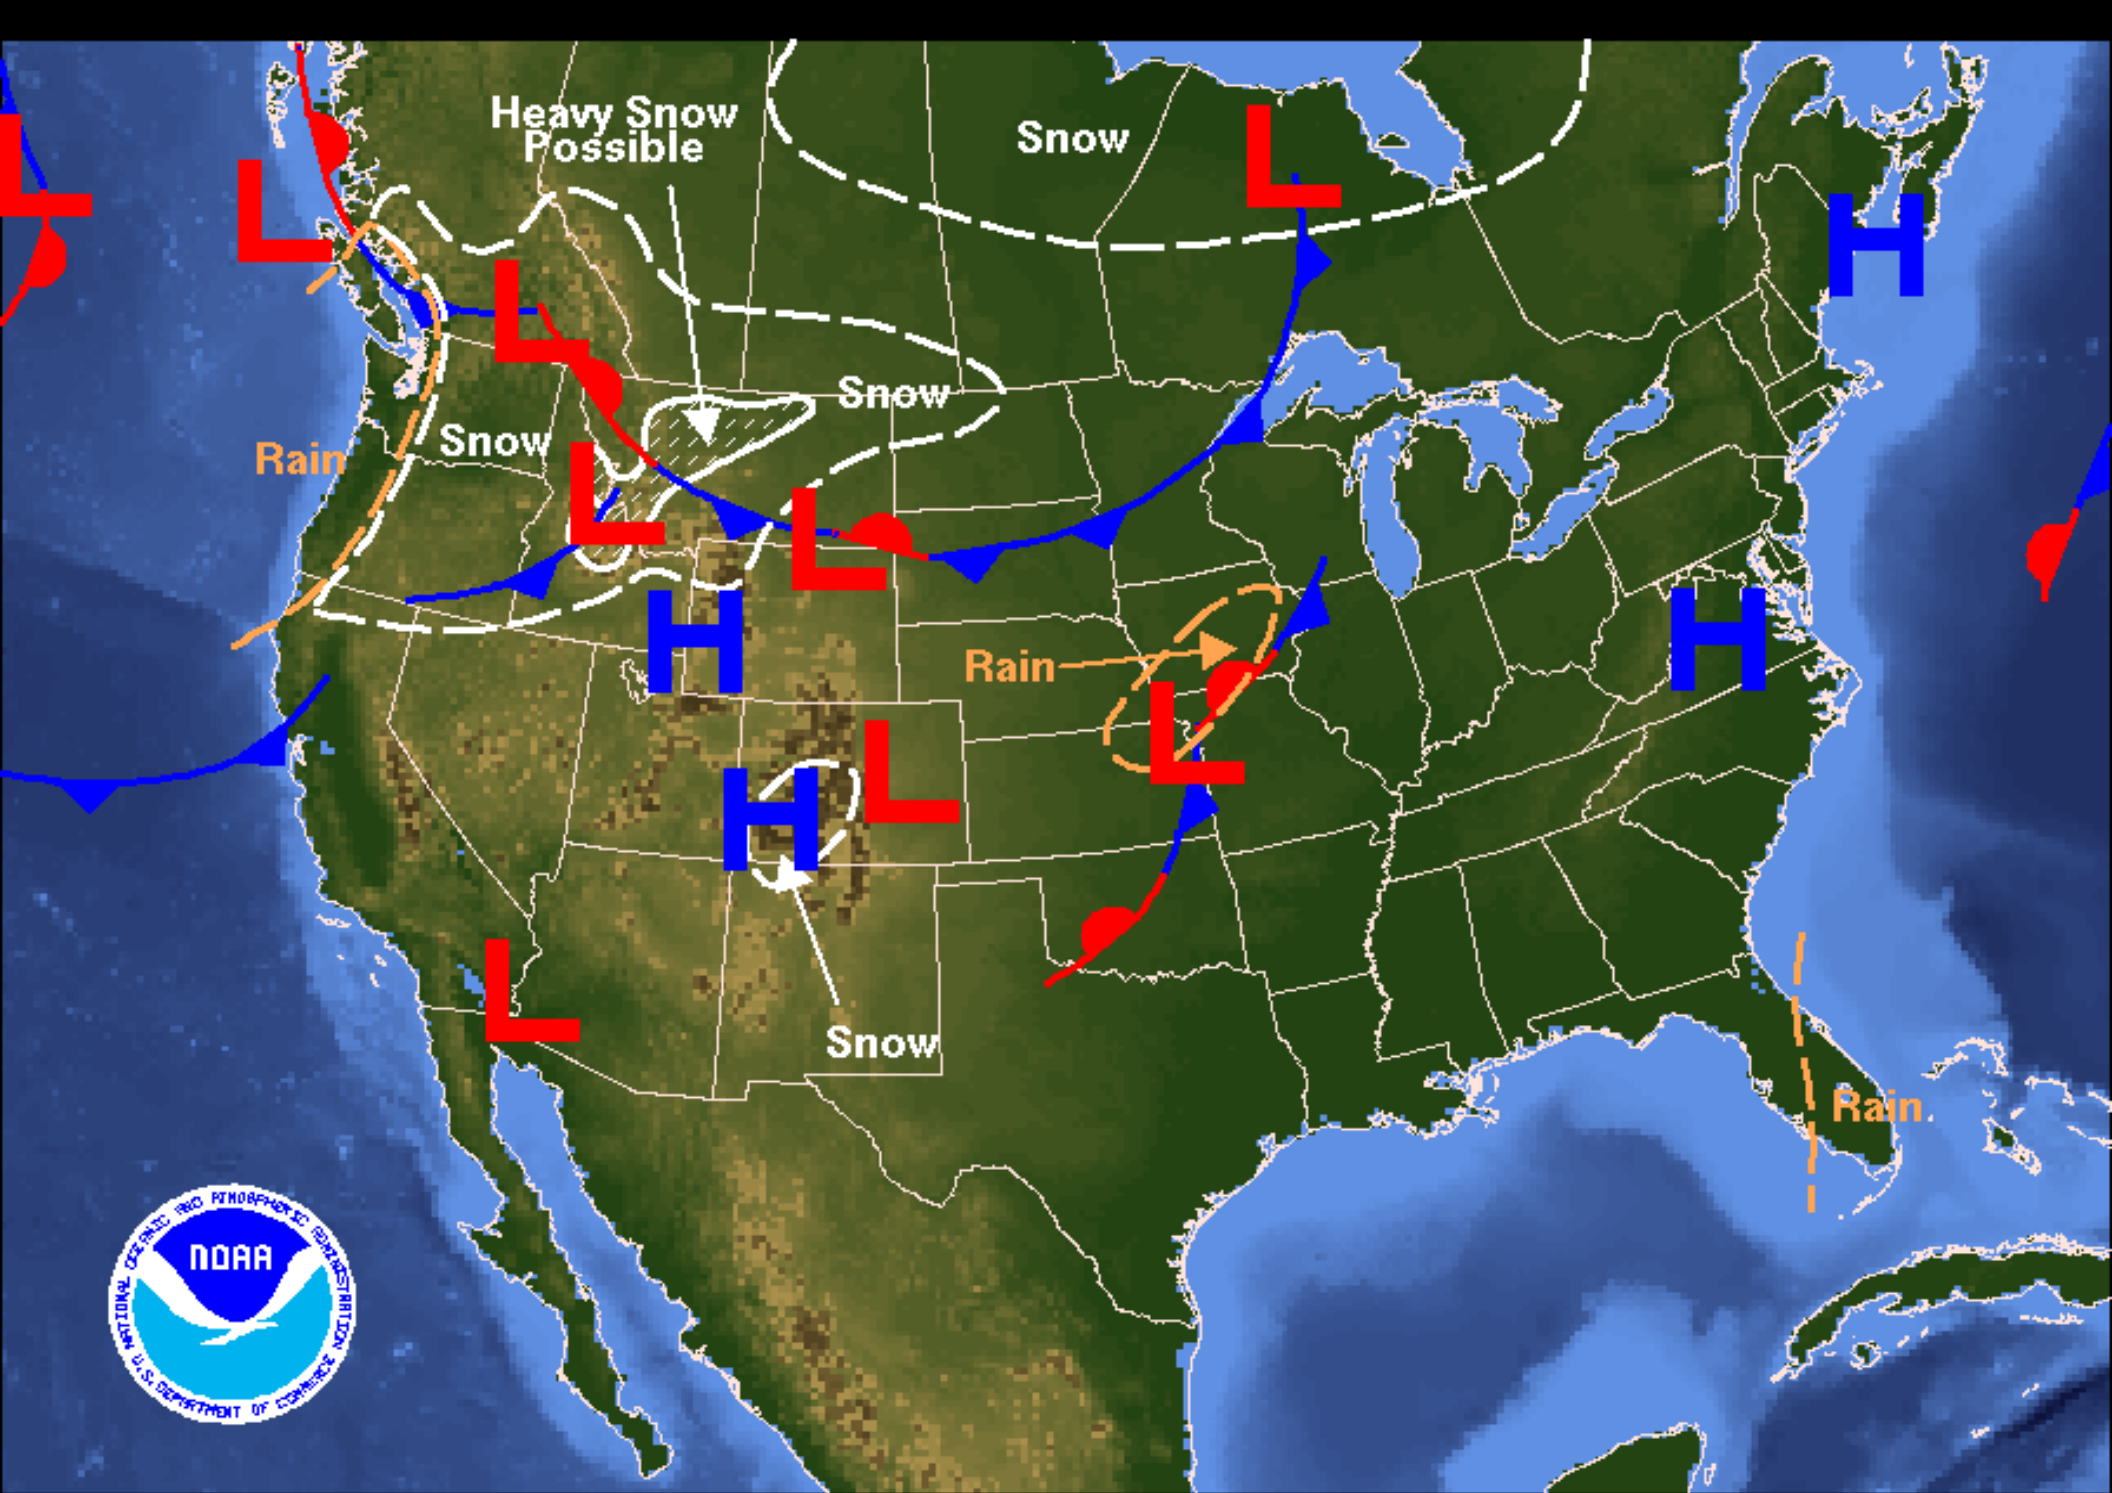 Heavy Snow
Possible
Snow
L
L
L
H
L
Snow
Snow
Rain
L
L
H
H
Rain
L
L
H
L
Snow
Rain
NOAA
NATIONAL OCEANIC AND ATMOSPHERIC ADMINISTRATION
U.S. DEPARTMENT OF COMMERCE